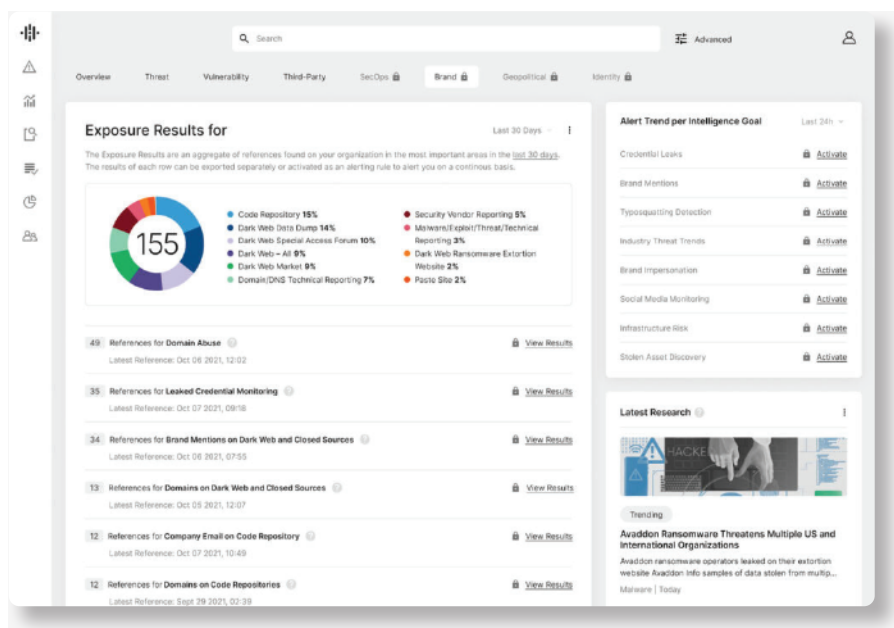 Search
Advanced
Overview Threat Vulnerability Third-Party SecOps Brand Geopolitical Identity
Exposure Results for
Last 30 Days
The Exposure Results are an aggregate of references found on your organization in the most important areas in the last 30 days.
The results of each row can be exported separately or activated as an alerting rule to alert you on a continous basis.
155
Code Repository 15%
Dark Web Data Dump 14%
Dark Web Special Access Forum 10%
Dark Web – All 9%
Dark Web Market 9%
Domain/DNS Technical Reporting 7%
Security Vendor Reporting 5%
Malware/Exploit/Threat/Technical
Reporting 3%
Dark Web Ransomware Extortion
Website 2%
Paste Site 2%
49 References for Domain Abuse ? View Results
Latest Reference: Oct 06 2021, 12:02
35 References for Leaked Credential Monitoring ? View Results
Latest Reference: Oct 07 2021, 09:18
34 References for Brand Mentions on Dark Web and Closed Sources ? View Results
Latest Reference: Oct 06 2021, 07:55
13 References for Domains on Dark Web and Closed Sources ? View Results
Latest Reference: Oct 05 2021, 12:07
12 References for Company Email on Code Repository ? View Results
Latest Reference: Oct 07 2021, 10:49
12 References for Domains on Code Repositories ? View Results
Latest Reference: Sept 29 2021, 02:39
Alert Trend per Intelligence Goal
Last 24h
Credential Leaks Activate
Brand Mentions Activate
Typosquatting Detection Activate
Industry Threat Trends Activate
Brand Impersonation Activate
Social Media Monitoring Activate
Infrastructure Risk Activate
Stolen Asset Discovery Activate
Latest Research ?
HACKE
Trending
Avaddon Ransomware Threatens Multiple US and
International Organizations
Avaddon ransomware operators leaked on their extortion
website Avaddon Info samples of data stolen from multip...
Malware | Today